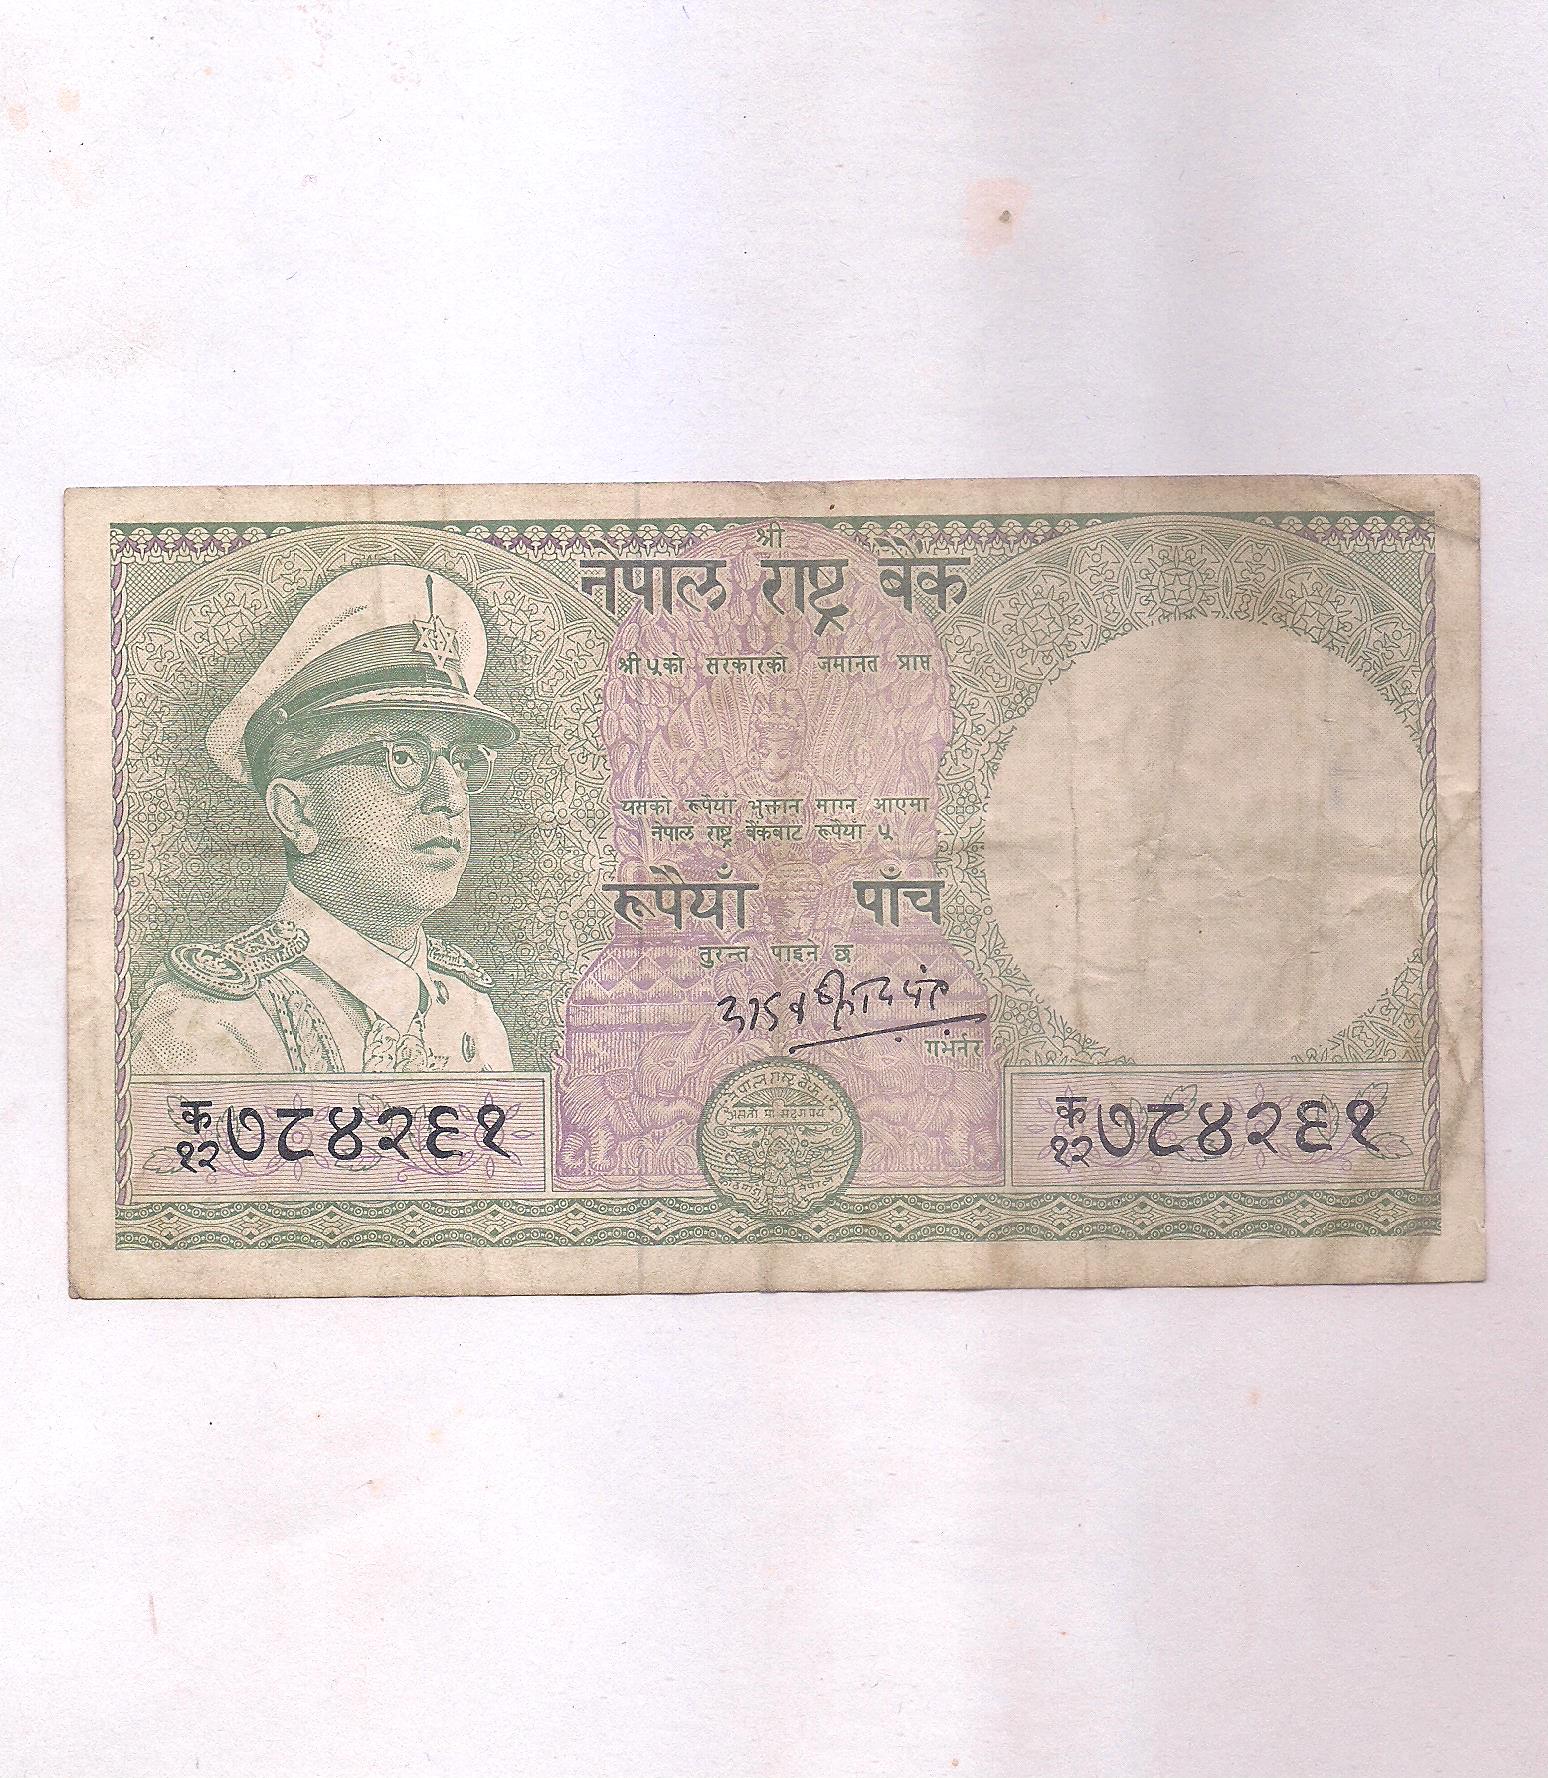 श्री
नेपाल राष्ट्र बैंक
श्री ५ को सरकारको जमानत प्राप्त
यसको रूपैयाँ भुक्तान माग्न आएमा
नेपाल राष्ट्र बैंकबाट रूपैयाँ ५
रूपैयाँ पाँच
तुरन्त पाइने छ
गभर्नर
क १२ ७८४२६१
क १२ ७८४२६१